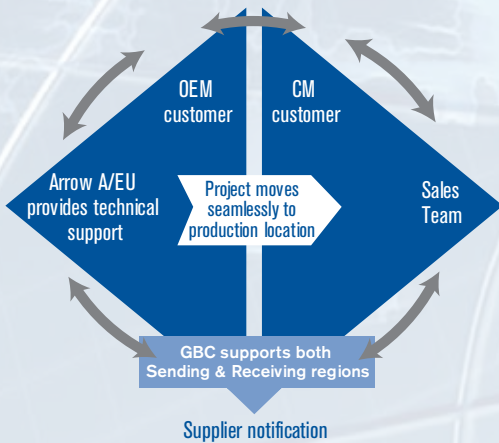 OEM
customer
CM
customer
Arrow A/EU
provides technical
support
Project moves
seamlessly to
production location
Sales
Team
GBC supports both
Sending & Receiving regions
Supplier notification